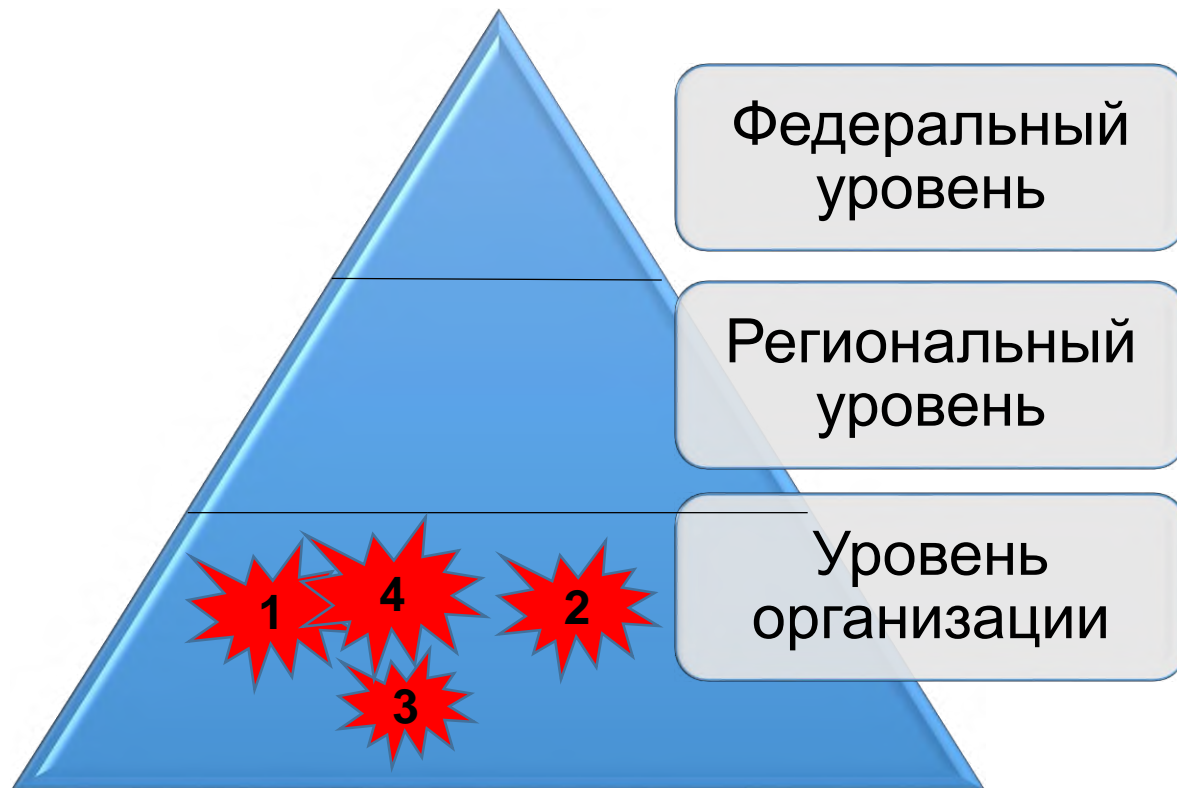 Федеральный
уровень
Региональный
уровень
Уровень
организации
1
4
2
3